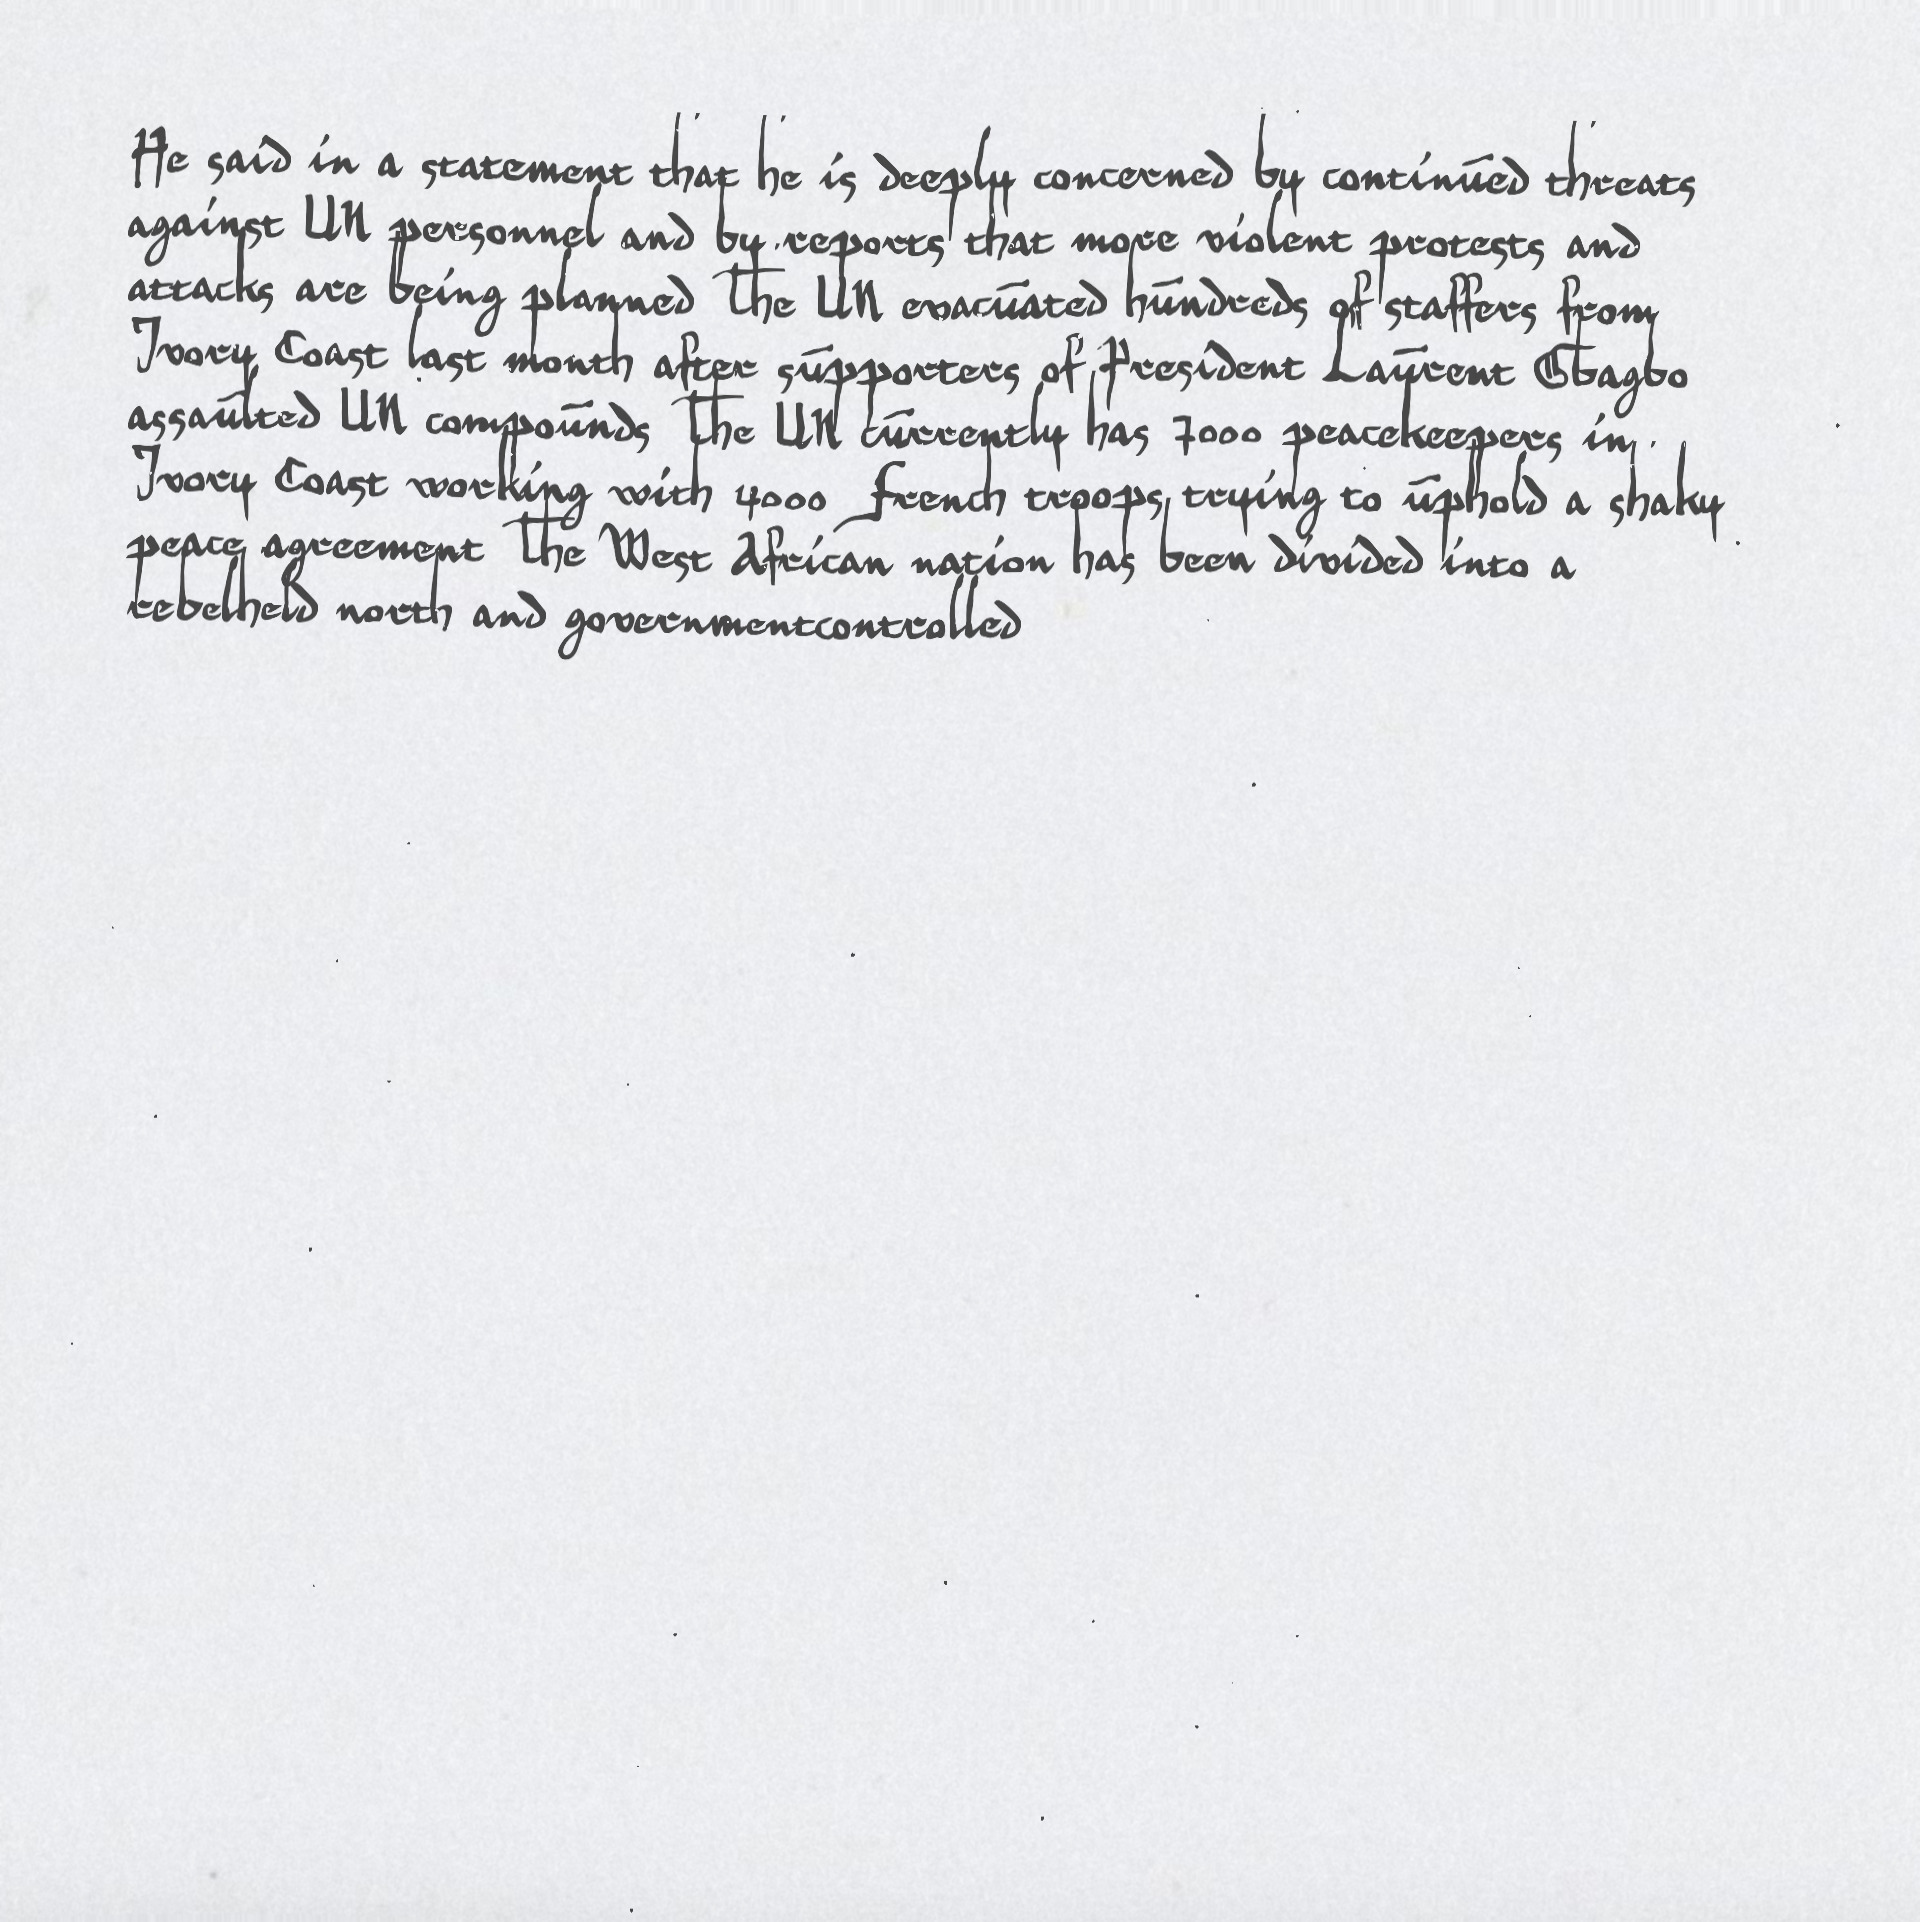 He said in a statement that he is deeply concerned by continued threats
against UN personnel and by reports that more violent protests and
attacks are being planned The UN evacuated hundreds of staffers from
Ivory Coast last month after supporters of President Laurent Gbagbo
assaulted UN compounds The UN currently has 7000 peacekeepers in
Ivory Coast working with 4000 French troops trying to uphold a shaky
peace agreement The West African nation has been divided into a
rebelheld north and governmentcontrolled